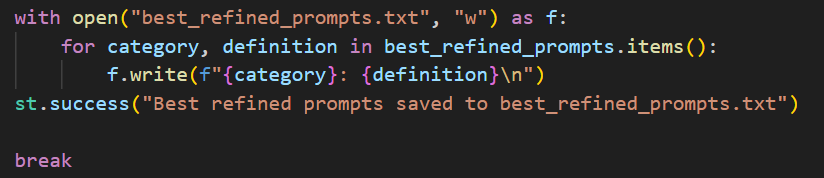 with open("best_refined_prompts.txt", "w") as f:
    for category, definition in best_refined_prompts.items():
        f.write(f"{category}: {definition}\n")
st.success("Best refined prompts saved to best_refined_prompts.txt")

break